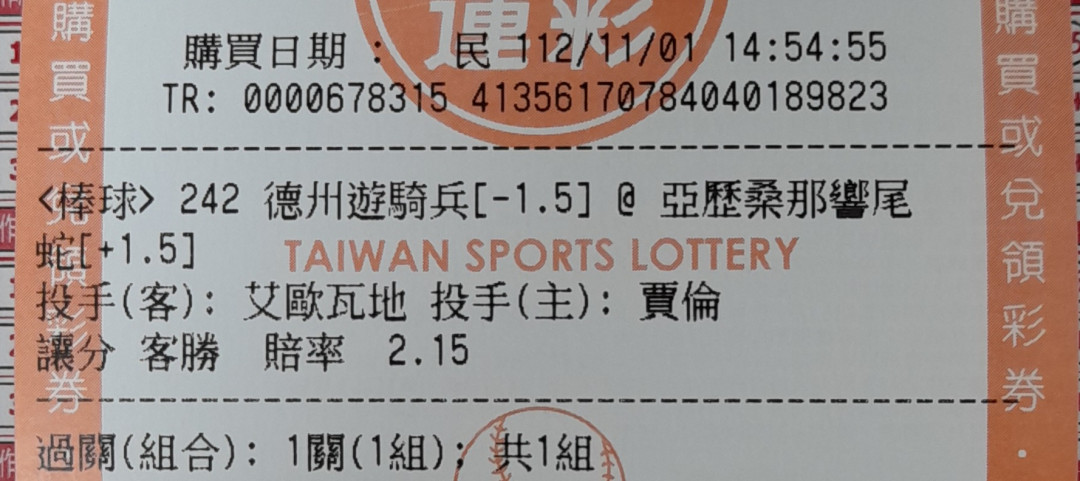 運彩
購買日期 : 民 112/11/01 14:54:55
TR: 0000678315 413561707840401898​23
<棒球> 242 德州遊騎兵[-1.5] @ 亞歷桑那響尾
蛇[+1.5]
TAIWAN SPORTS LOTTERY
投手(客): 艾歐瓦地 投手(主): 賈倫
讓分 客勝 賠率 2.15
過關(組合): 1關(1組); 共1組
購買或兌領彩券
購買或兌領彩券·